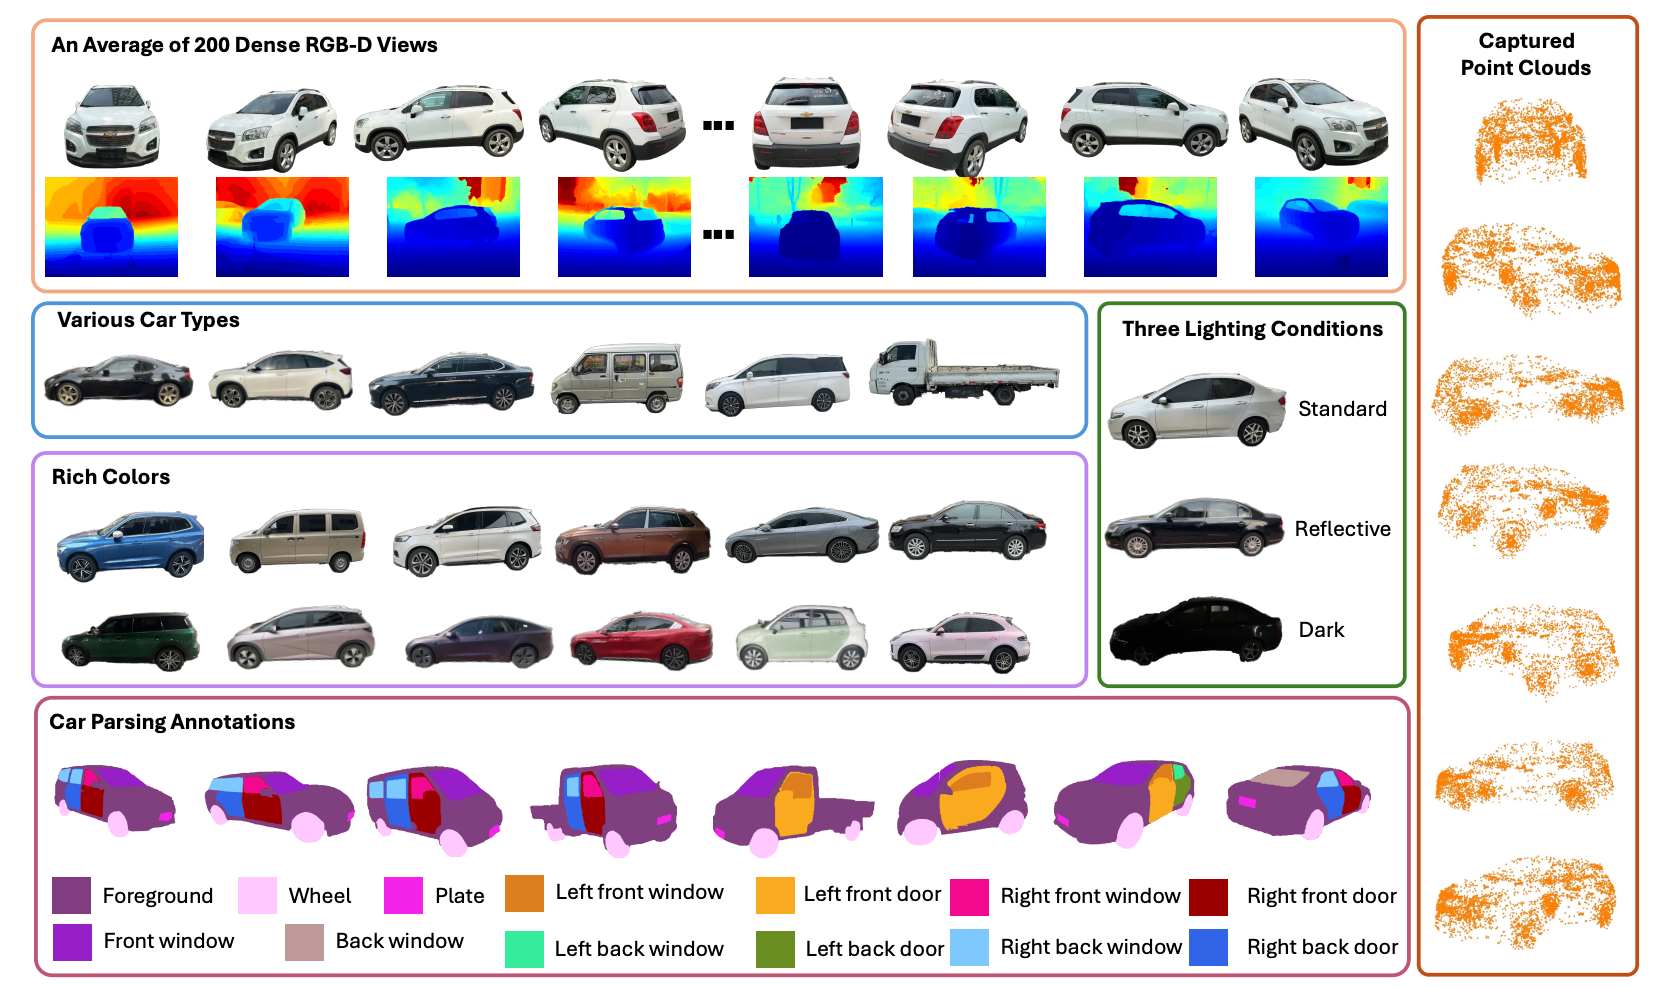 An Average of 200 Dense RGB-D Views
Captured
Point Clouds
Various Car Types
Three Lighting Conditions
Standard
Reflective
Dark
Rich Colors
Car Parsing Annotations
Foreground
Wheel
Plate
Left front window
Left front door
Right front window
Right front door
Front window
Back window
Left back window
Left back door
Right back window
Right back door